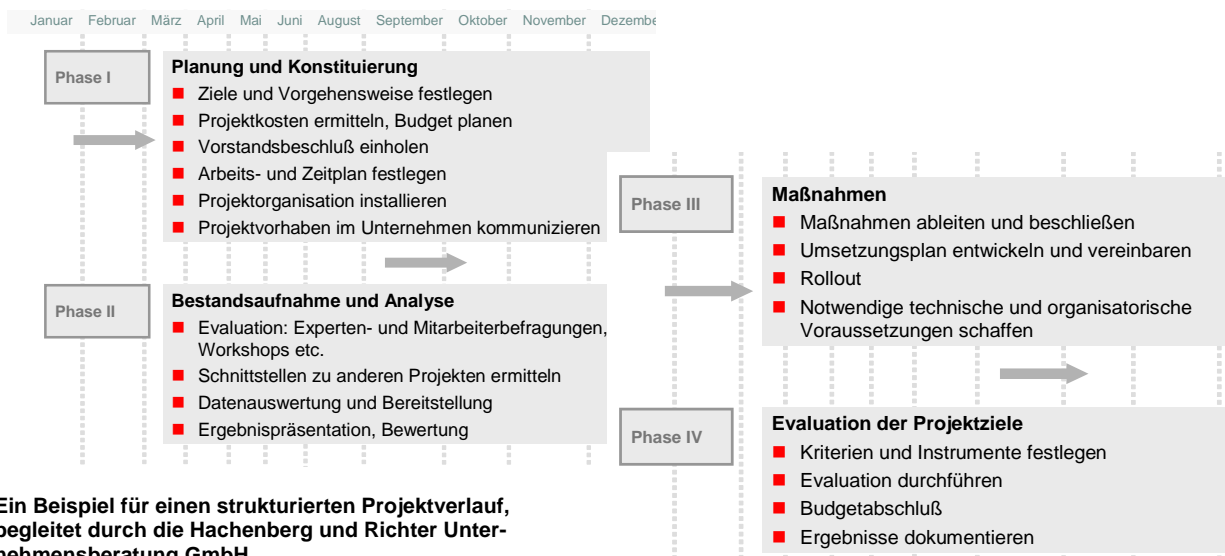 Januar Februar März April Mai Juni August September Oktober November Dezembe
Phase I
Planung und Konstituierung
Ziele und Vorgehensweise festlegen
Projektkosten ermitteln, Budget planen
Vorstandsbeschluß einholen
Arbeits- und Zeitplan festlegen
Projektorganisation installieren
Projektvorhaben im Unternehmen kommunizieren
Phase II
Bestandsaufnahme und Analyse
Evaluation: Experten- und Mitarbeiterbefragungen,
Workshops etc.
Schnittstellen zu anderen Projekten ermitteln
Datenauswertung und Bereitstellung
Ergebnispräsentation, Bewertung
Phase III
Maßnahmen
Maßnahmen ableiten und beschließen
Umsetzungsplan entwickeln und vereinbaren
Rollout
Notwendige technische und organisatorische
Voraussetzungen schaffen
Phase IV
Evaluation der Projektziele
Kriterien und Instrumente festlegen
Evaluation durchführen
Budgetabschluß
Ergebnisse dokumentieren
Ein Beispiel für einen strukturierten Projektverlauf,
begleitet durch die Hachenberg und Richter Unter-
nehmensberatung GmbH